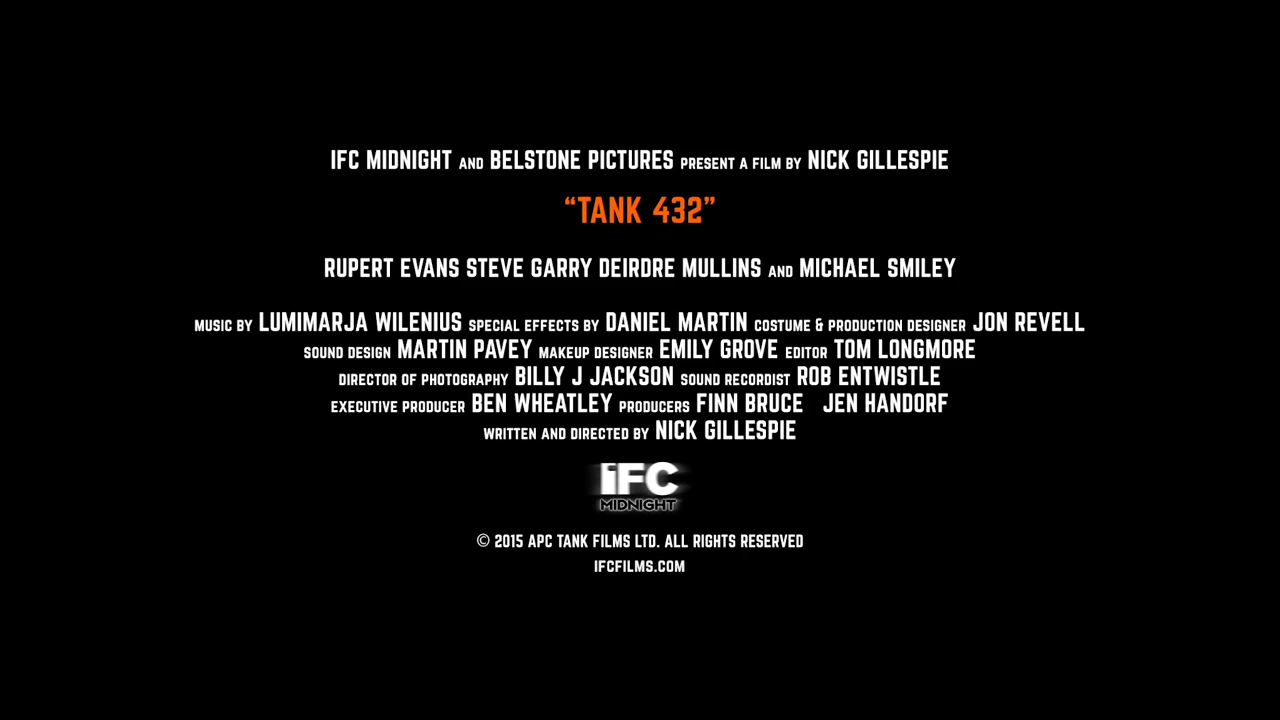 IFC MIDNIGHT AND BELSTONE PICTURES PRESENT A FILM BY NICK GILLESPIE
“TANK 432”
RUPERT EVANS STEVE GARRY DEIRDRE MULLINS AND MICHAEL SMILEY
MUSIC BY LUMIMARJA WILENIUS SPECIAL EFFECTS BY DANIEL MARTIN COSTUME & PRODUCTION DESIGNER JON REVELL
SOUND DESIGN MARTIN PAVEY MAKEUP DESIGNER EMILY GROVE EDITOR TOM LONGMORE
DIRECTOR OF PHOTOGRAPHY BILLY J JACKSON SOUND RECORDIST ROB ENTWISTLE
EXECUTIVE PRODUCER BEN WHEATLEY PRODUCERS FINN BRUCE JEN HANDORF
WRITTEN AND DIRECTED BY NICK GILLESPIE
iFC
MIDNIGHT
© 2015 APC TANK FILMS LTD. ALL RIGHTS RESERVED
IFCFILMS.COM